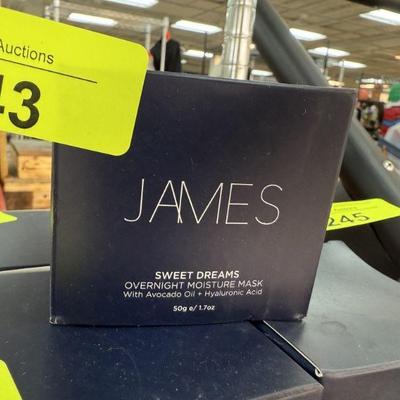 Auctions
43
JAMES
245
SWEET DREAMS
OVERNIGHT MOISTURE MASK
With Avocado Oil + Hyaluronic Acid
50g e/ 1.7oz